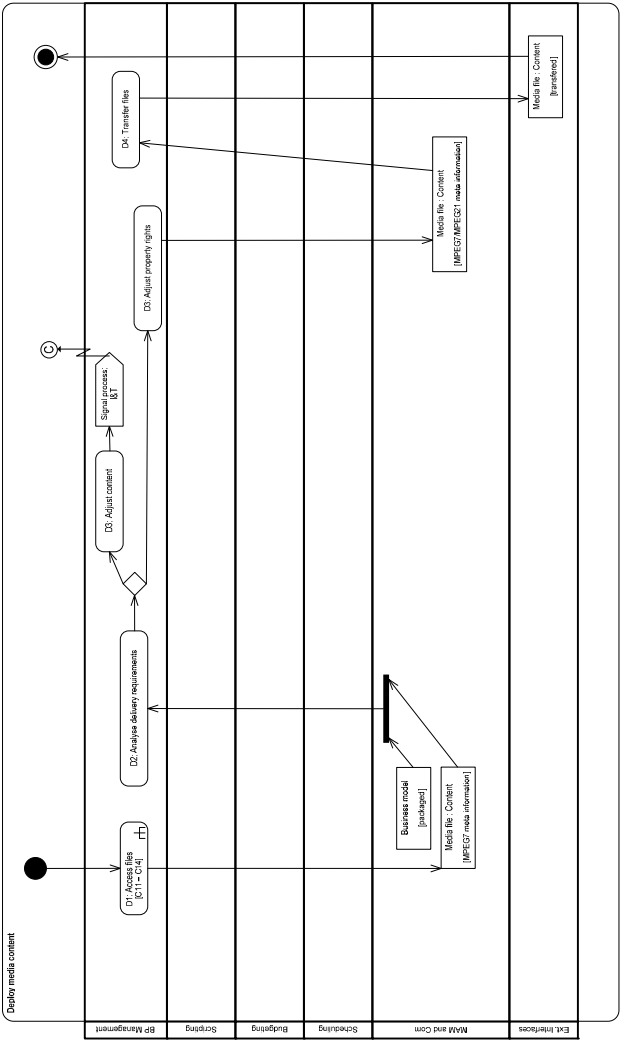 Deploy media content
BP Management
Scripting
Budgeting
Scheduling
MAM and Com
Ext. Interfaces
D1: Access files
[C11 – C14]
Media file : Content
[MPEG7 meta information]
Business model
[packaged]
D2: Analyse delivery requirements
D3: Adjust content
Signal process:
I&T
C
D3: Adjust property rights
Media file : Content
[MPEG7/MPEG21 meta information]
D4: Transfer files
Media file : Content
[transfered]